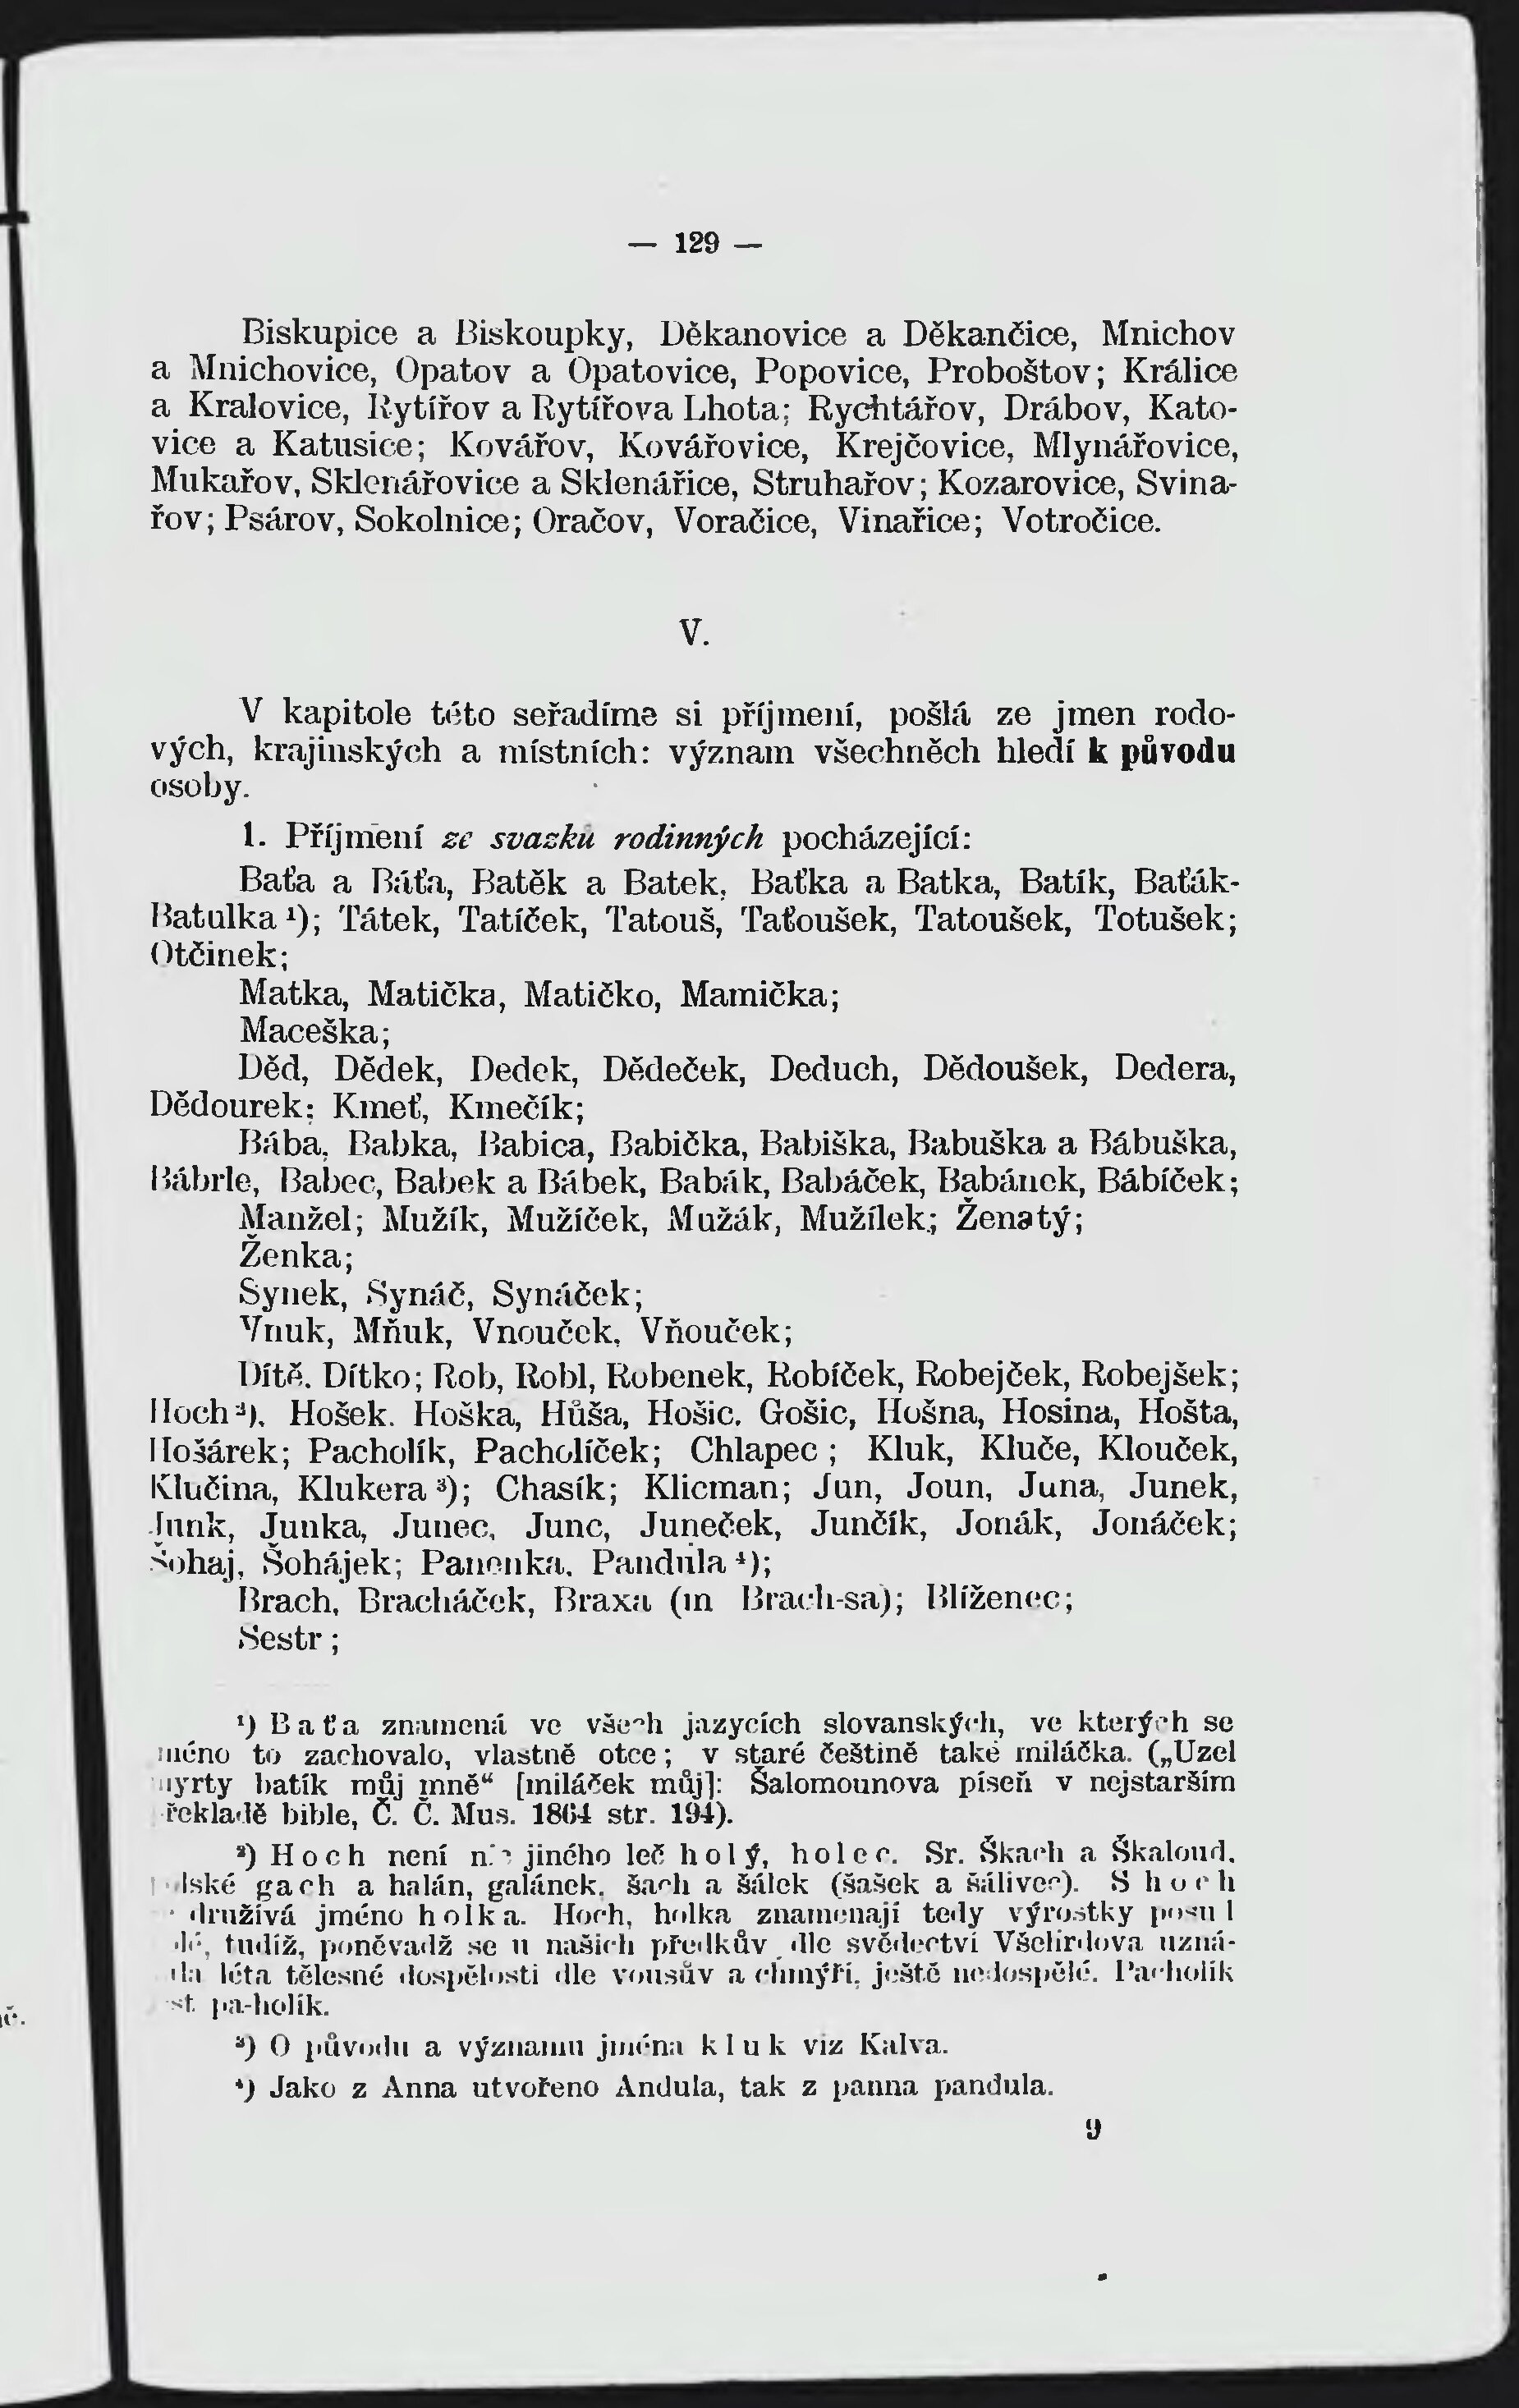 — 129 —
Biskupice a Biskoupky, Děkanovice a Děkančice, Mnichov
a Mnichovice, Opatov a Opatovice, Popovice, Proboštov; Králice
a Kralovice, Rytířov a Rytířova Lhota; Rychtářov, Drábov, Kato-
vice a Katusice; Kovářov, Kovářovice, Krejčovice, Mlynářovice,
Mukařov, Sklenářovice a Sklenářice, Struhařov; Kozarovice, Svina-
řov; Psárov, Sokolnice; Oračov, Voračice, Vinařice; Votročice.
V.
V kapitole této seřadíme si příjmení, pošlá ze jmen rodo-
vých, krajinských a místních: význam všechněch hledí k původu
osoby.
1. Příjmení ze svazků rodinných pocházející:
Baťa a Báťa, Batěk a Batek, Baťka a Batka, Batík, Baťák-
Batulka ¹); Tátek, Tatíček, Tatouš, Taťoušek, Tatoušek, Totušek;
Otčinek;
Matka, Matička, Matičko, Mamička;
Maceška;
Děd, Dědek, Dedek, Dědeček, Deduch, Dědoušek, Dedera,
Dědourek; Kmeť, Kmečík;
Bába, Babka, Babica, Babička, Babiška, Babuška a Bábuška,
Bábrle, Babec, Babek a Bábek, Babák, Babáček, Babánek, Bábíček;
Manžel; Mužík, Mužíček, Mužák, Mužílek; Ženatý;
Ženka;
Synek, Synáč, Synáček;
Vnuk, Mňuk, Vnouček, Vňouček;
Dítě. Dítko; Rob, Robl, Robenek, Robíček, Robejček, Robejšek;
Hoch ²), Hošek. Hoška, Hůša, Hošic, Gošic, Hošna, Hosina, Hošta,
Hošárek; Pacholík, Pacholíček; Chlapec; Kluk, Kluče, Klouček,
Klučina, Klukera ³); Chasík; Klicman; Jun, Joun, Juna, Junek,
Junk, Junka, Junec, Junc, Juneček, Junčík, Jonák, Jonáček;
Šohaj, Šohájek; Panenka, Pandula ⁴);
Brach, Bracháček, Braxa (m Brach-sa); Blíženec;
Sestr;
¹) Baťa znamená ve všech jazycích slovanských, ve kterých se
méno to zachovalo, vlastně otce; v staré češtině také miláčka. („Uzel
myrty batík můj mně“ [miláček můj]: Šalomounova píseň v nejstarším
řekladě bible, Č. Č. Mus. 1864 str. 194).
²) Hoch není nic jiného leč holý, holec. Sr. Škach a Škaloud,
lské gach a halán, galánek, šach a šálek (šašek a šálivec). S hoch
druživá jméno holka. Hoch, holka znamenají tedy výrostky posud
tudíž, poněvadž se u našich předkův dle svědectví Všehrdova uzná-
léta tělesné dospělosti dle vousův a chmýří, ještě nedospělé. Pacholík
st. pa-holík.
³) O původu a významu jména kluk viz Kalva.
⁴) Jako z Anna utvořeno Andula, tak z panna pandula.
9